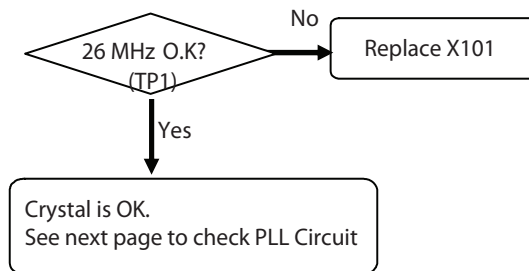 26 MHz O.K?
(TP1)
No
Replace X101
Yes
Crystal is OK.
See next page to check PLL Circuit